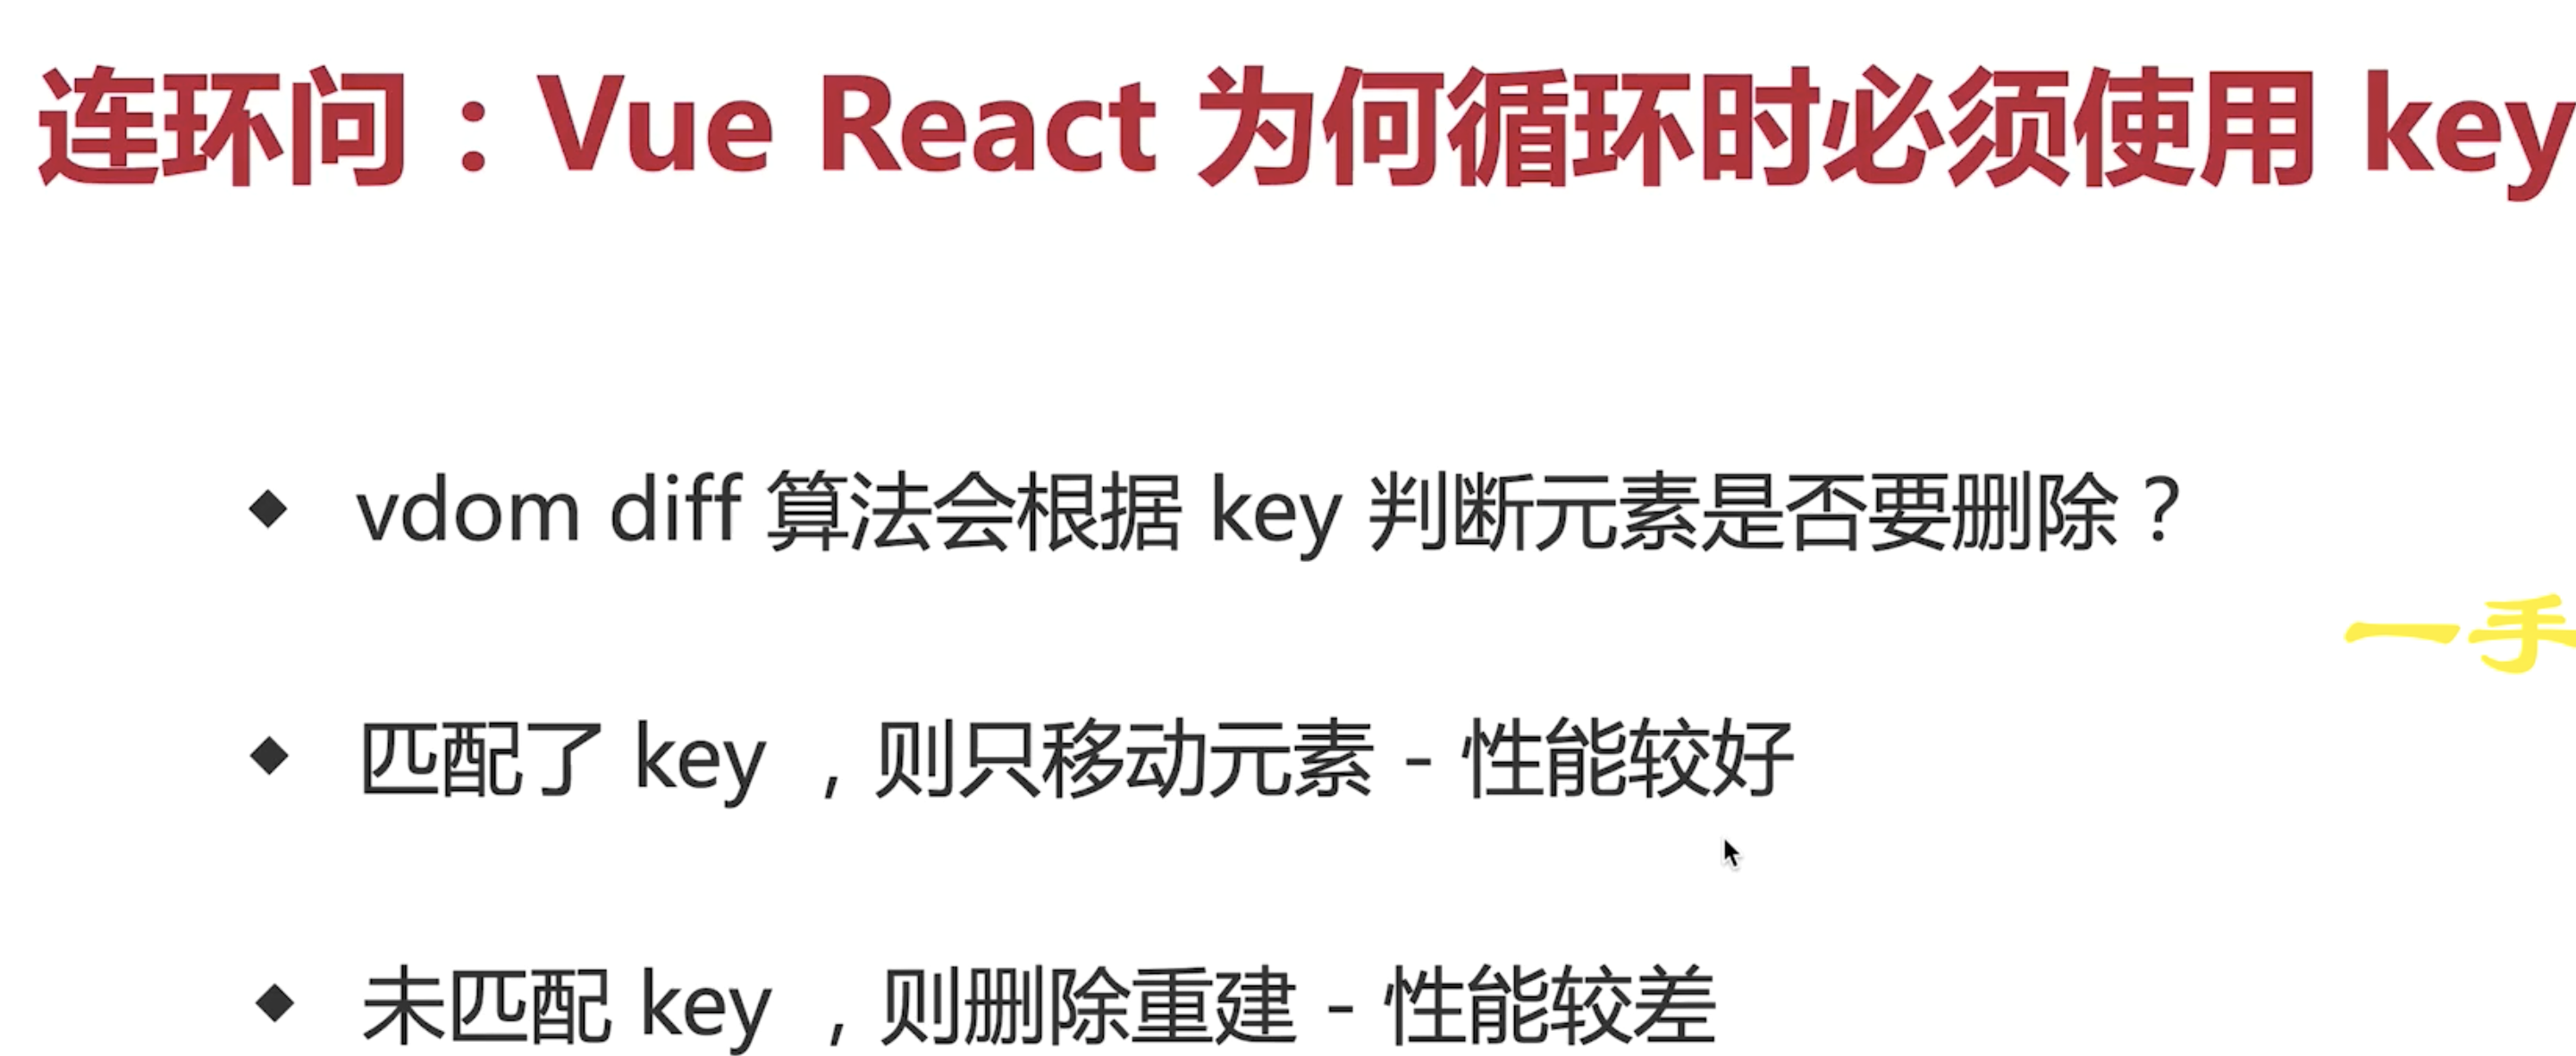 连环问：Vue React 为何循环时必须使用 key
vdom diff 算法会根据 key 判断元素是否要删除？
一手
匹配了 key ，则只移动元素 - 性能较好
未匹配 key ，则删除重建 - 性能较差